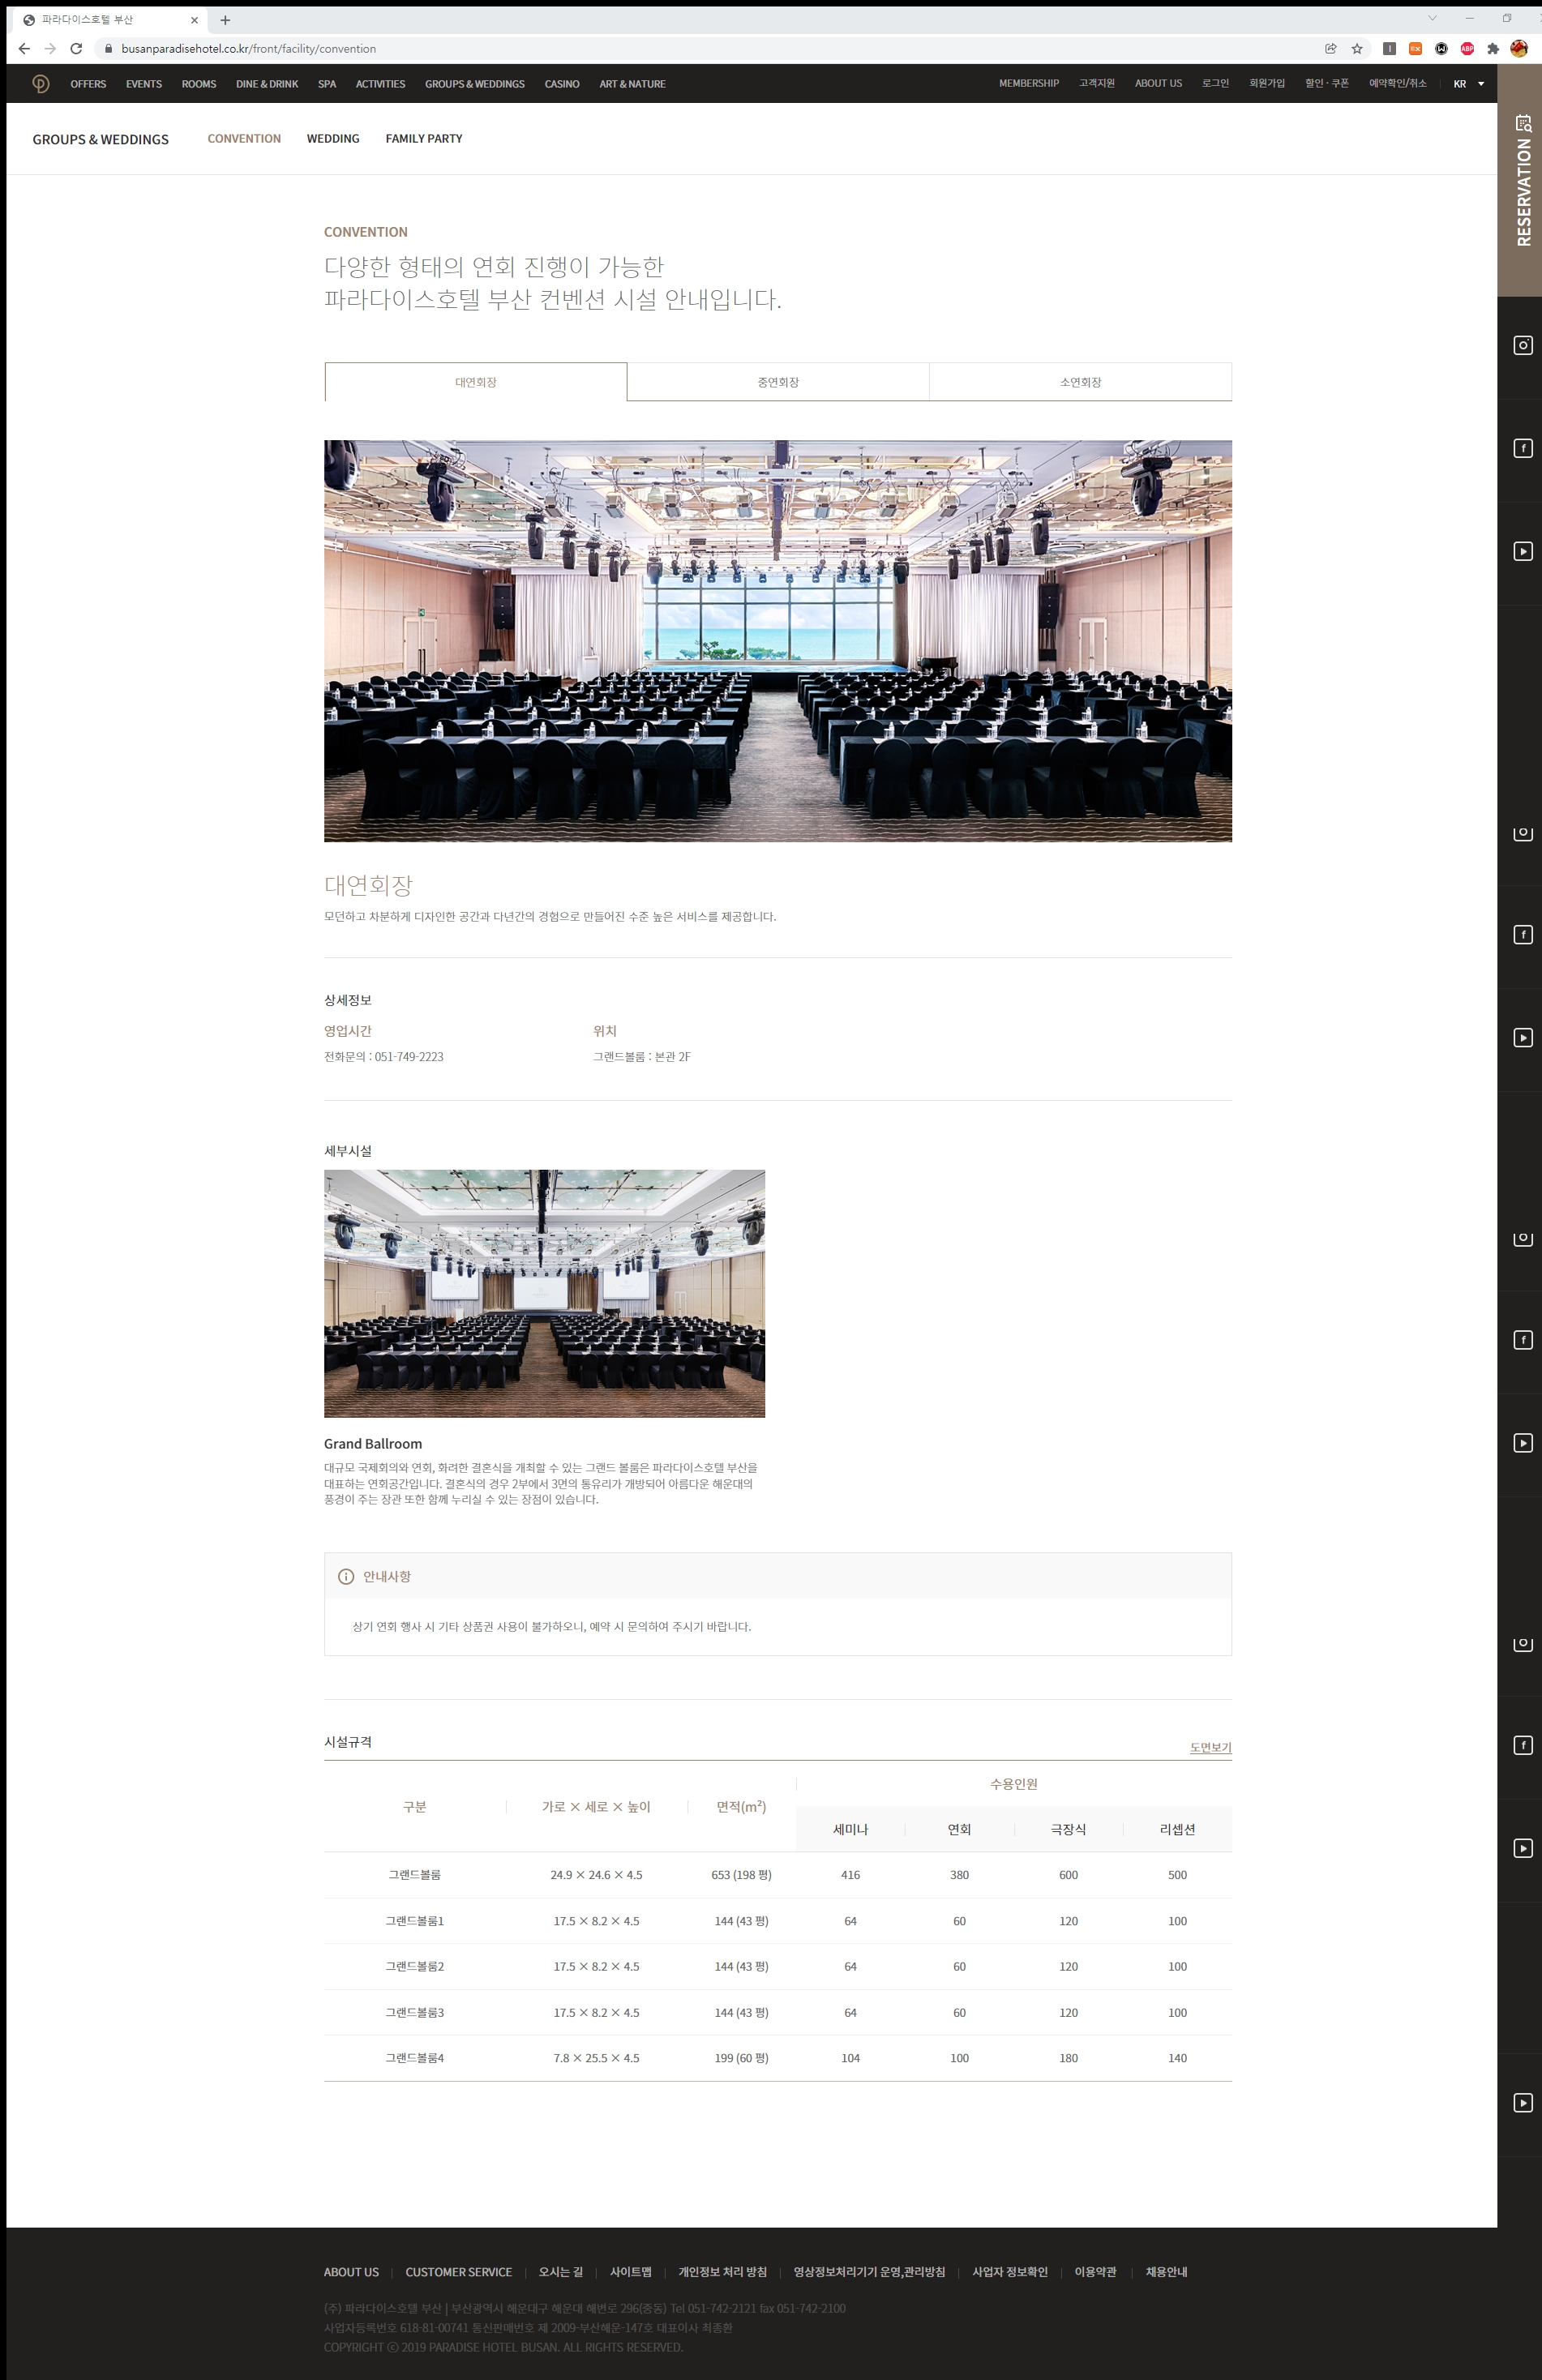 파라다이스호텔 부산
busanparadisehotel.co.kr/front/facility/convention
ABP
OFFERS EVENTS ROOMS DINE & DRINK SPA ACTIVITIES GROUPS & WEDDINGS CASINO ART & NATURE MEMBERSHIP 고객지원 ABOUT US 로그인 회원가입 할인 · 쿠폰 예약확인/취소 KR
RESERVATION
GROUPS & WEDDINGS CONVENTION WEDDING FAMILY PARTY
CONVENTION
다양한 형태의 연회 진행이 가능한
파라다이스호텔 부산 컨벤션 시설 안내입니다.
대연회장 중연회장 소연회장
대연회장
모던하고 차분하게 디자인한 공간과 다년간의 경험으로 만들어진 수준 높은 서비스를 제공합니다.
상세정보
영업시간 위치
전화문의 : 051-749-2223 그랜드볼룸 : 본관 2F
세부시설
Grand Ballroom
대규모 국제회의와 연회, 화려한 결혼식을 개최할 수 있는 그랜드 볼룸은 파라다이스호텔 부산을
대표하는 연회공간입니다. 결혼식의 경우 2부에서 3면의 통유리가 개방되어 아름다운 해운대의
풍경이 주는 장관 또한 함께 누리실 수 있는 장점이 있습니다.
안내사항
상기 연회 행사 시 기타 상품권 사용이 불가하오니, 예약 시 문의하여 주시기 바랍니다.
시설규격 도면보기
구분 가로 × 세로 × 높이 면적(m²) 수용인원
세미나 연회 극장식 리셉션
그랜드볼룸 24.9 × 24.6 × 4.5 653 (198 평) 416 380 600 500
그랜드볼룸1 17.5 × 8.2 × 4.5 144 (43 평) 64 60 120 100
그랜드볼룸2 17.5 × 8.2 × 4.5 144 (43 평) 64 60 120 100
그랜드볼룸3 17.5 × 8.2 × 4.5 144 (43 평) 64 60 120 100
그랜드볼룸4 7.8 × 25.5 × 4.5 199 (60 평) 104 100 180 140
ABOUT US CUSTOMER SERVICE 오시는 길 사이트맵 개인정보 처리 방침 영상정보처리기기 운영,관리방침 사업자 정보확인 이용약관 채용안내
(주) 파라다이스호텔 부산 | 부산광역시 해운대구 해운대 해변로 296(중동) Tel 051-742-2121 fax 051-742-2100
사업자등록번호 618-81-00741 통신판매번호 제 2009-부산해운-147호 대표이사 최종환
COPYRIGHT ⓒ 2019 PARADISE HOTEL BUSAN. ALL RIGHTS RESERVED.